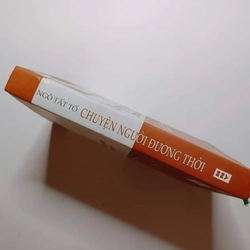 NGÔ TẤT TỐ CHUYỆN NGƯỜI ĐƯƠNG THỜI